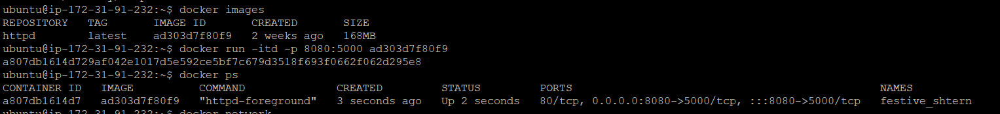 ubuntu@ip-172-31-91-232:~$ docker images
REPOSITORY   TAG       IMAGE ID       CREATED       SIZE
httpd        latest    ad303d7f80f9   2 weeks ago   168MB
ubuntu@ip-172-31-91-232:~$ docker run -itd -p 8080:5000 ad303d7f80f9
a807db1614d729af042e1017d5e592ce5bf7c679d3518f693f0662f062d295e8
ubuntu@ip-172-31-91-232:~$ docker ps
CONTAINER ID   IMAGE          COMMAND              CREATED         STATUS         PORTS                                               NAMES
a807db1614d7   ad303d7f80f9   "httpd-foreground"   3 seconds ago   Up 2 seconds   80/tcp, 0.0.0.0:8080->5000/tcp, :::8080->5000/tcp   festive_shtern
ubuntu@ip-172-31-91-232:~$ docker network